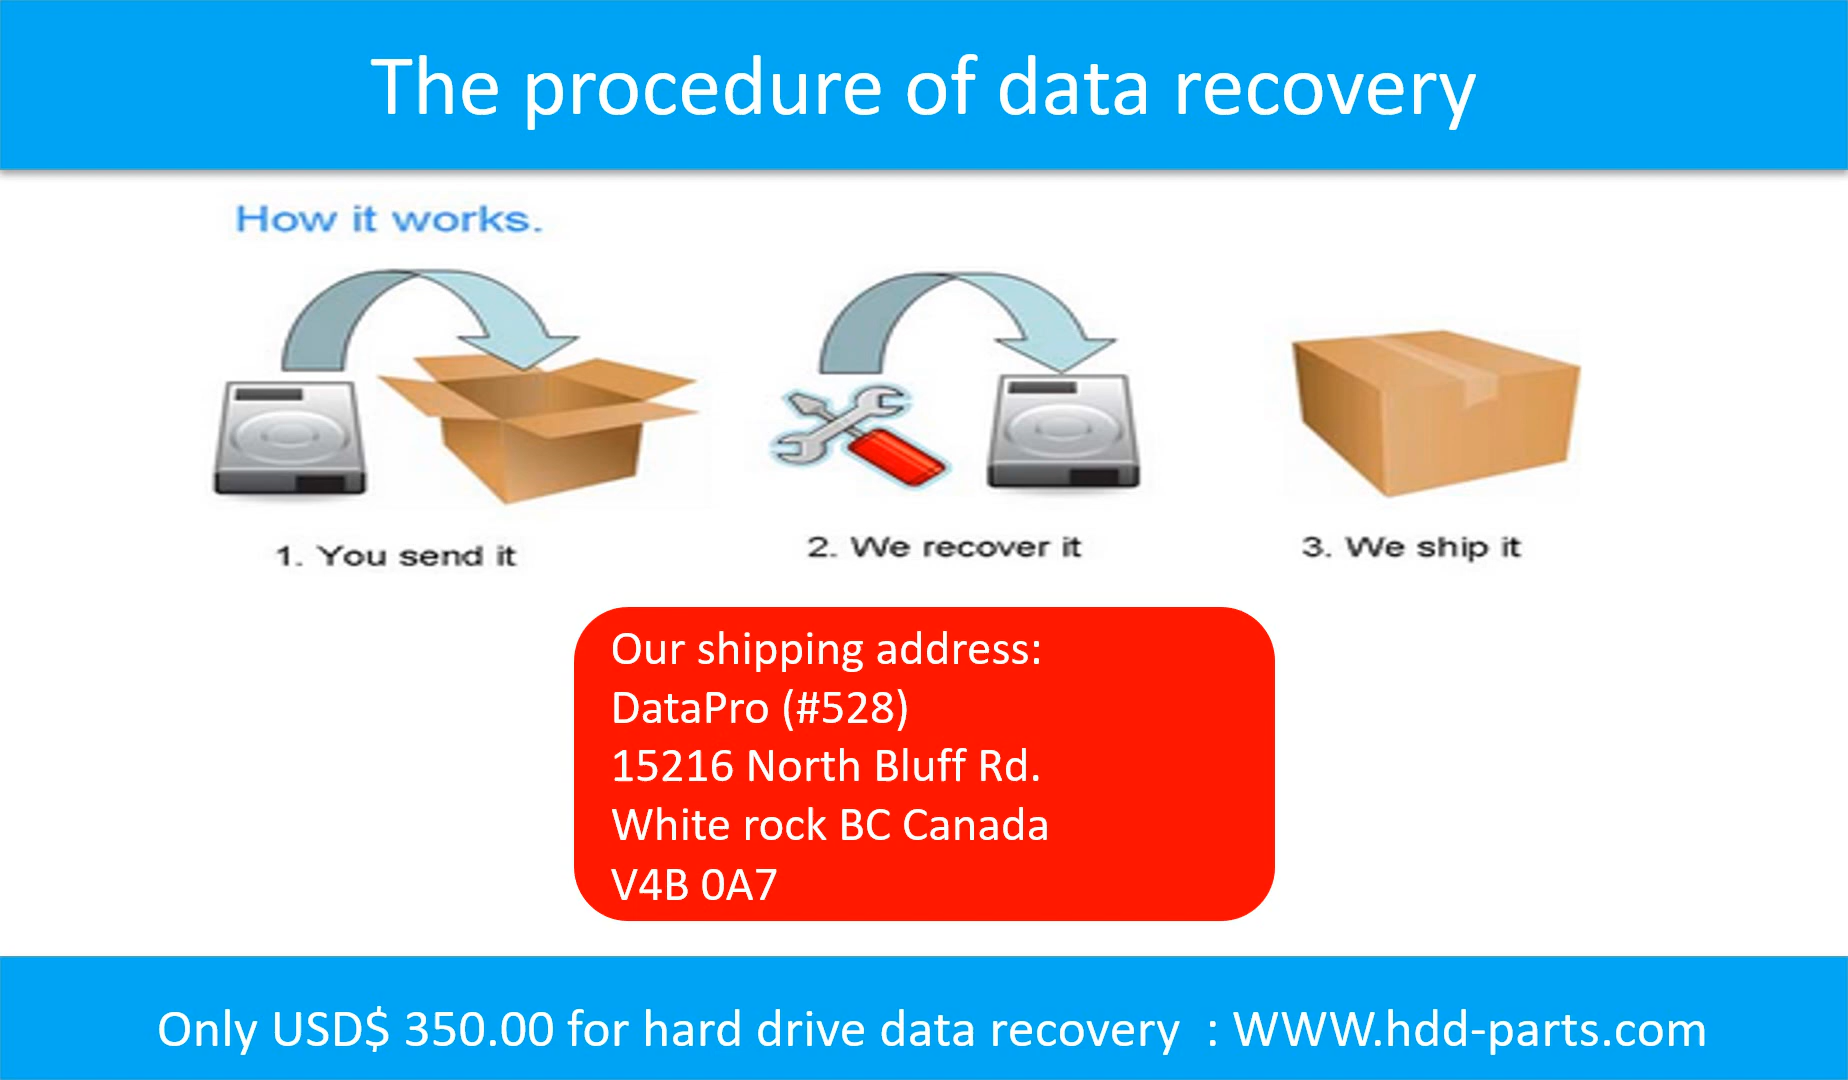 The procedure of data recovery
How it works.
1. You send it
2. We recover it
3. We ship it
Our shipping address:
DataPro (#528)
15216 North Bluff Rd.
White rock BC Canada
V4B 0A7
Only USD$ 350.00 for hard drive data recovery  : WWW.hdd-parts.com